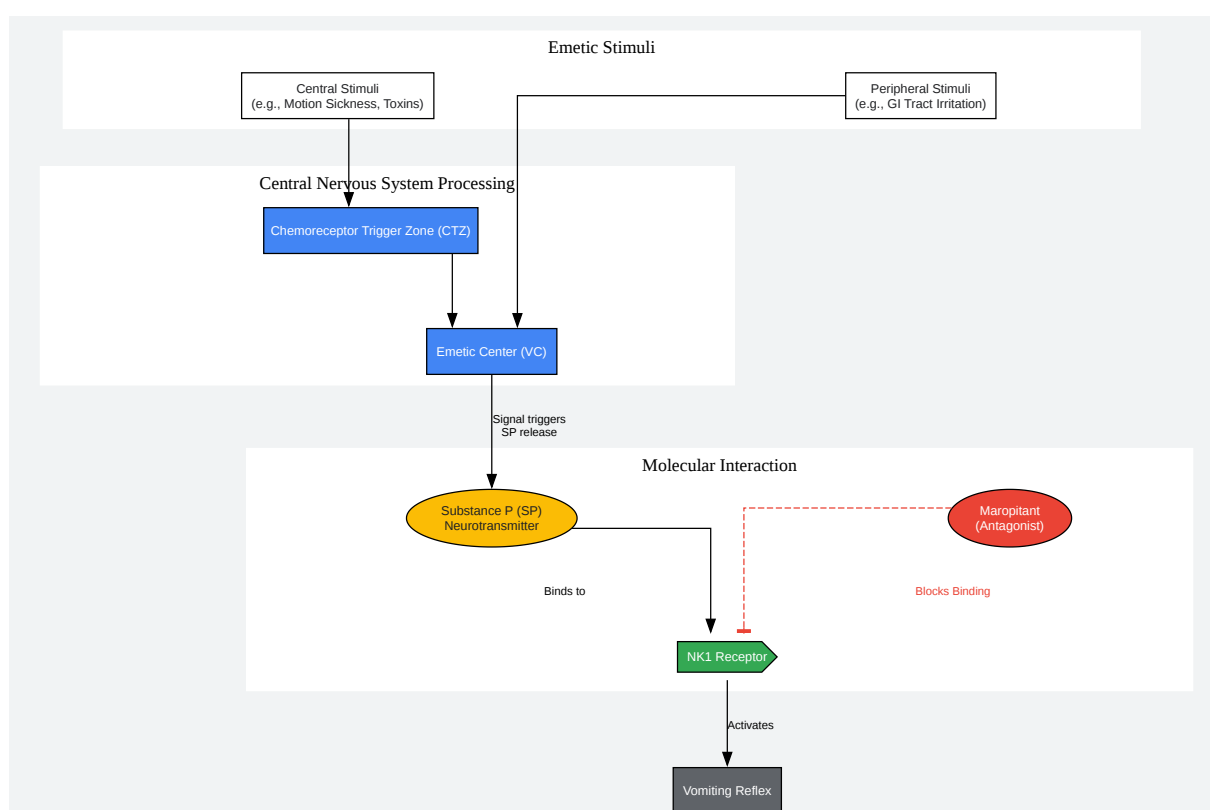 Emetic Stimuli
Central Stimuli
(e.g., Motion Sickness, Toxins)
Peripheral Stimuli
(e.g., GI Tract Irritation)
Central Nervous System Processing
Chemoreceptor Trigger Zone (CTZ)
Emetic Center (VC)
Signal triggers
SP release
Molecular Interaction
Substance P (SP)
Neurotransmitter
Maropitant
(Antagonist)
Binds to
Blocks Binding
NK1 Receptor
Activates
Vomiting Reflex